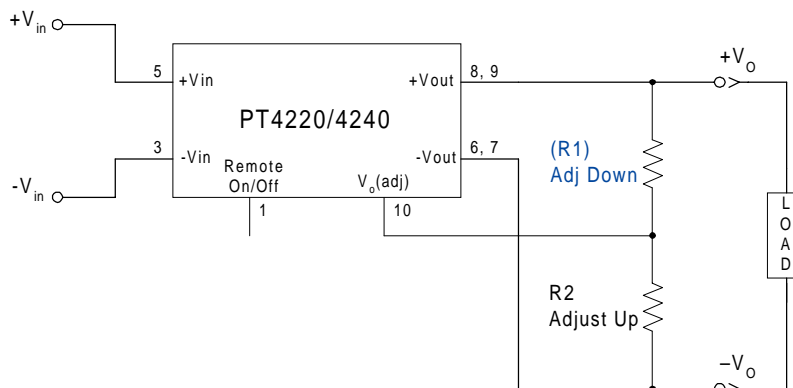 +Vin
5
+Vin
+Vout
8, 9
+VO
PT4220/4240
3
-Vin
-Vout
6, 7
-Vin
Remote
On/Off
Vo(adj)
1
10
(R1)
Adj Down
L
O
A
D
R2
Adjust Up
–VO